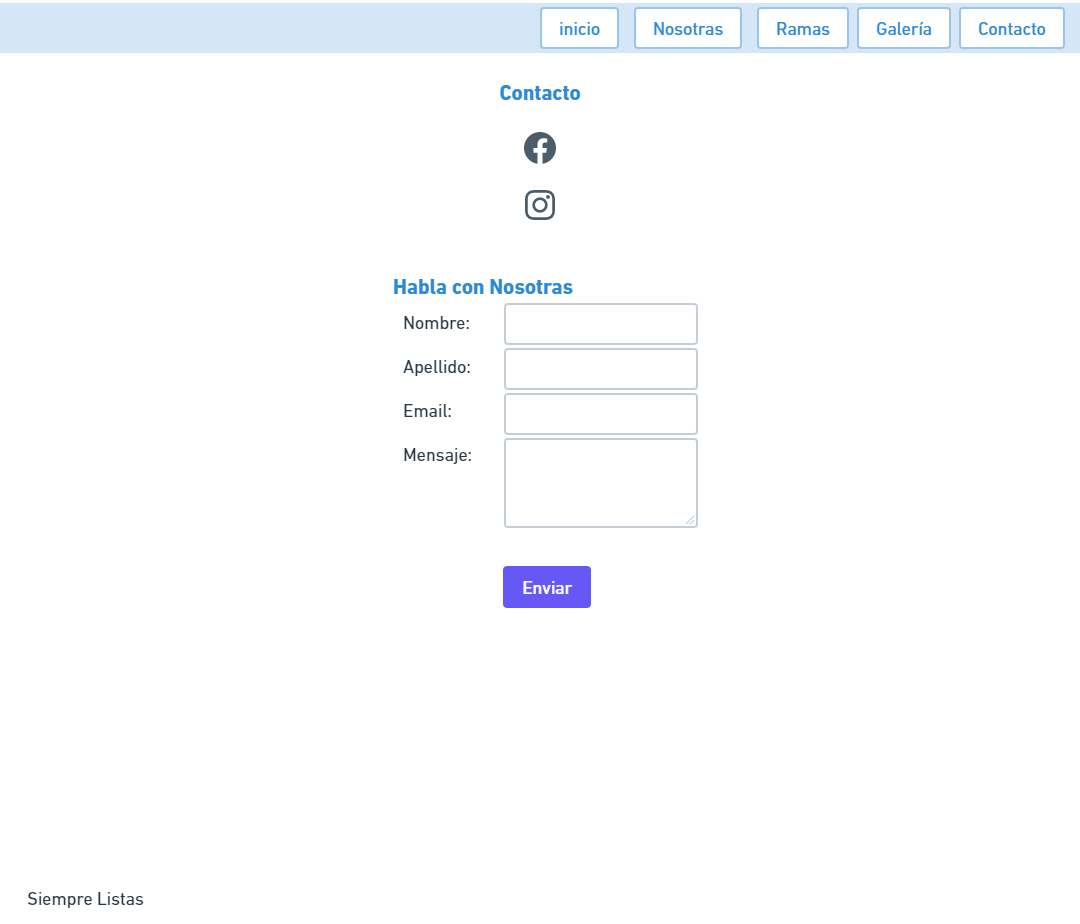 inicio Nosotras Ramas Galería Contacto
Contacto
Habla con Nosotras
Nombre:
Apellido:
Email:
Mensaje:
Enviar
Siempre Listas